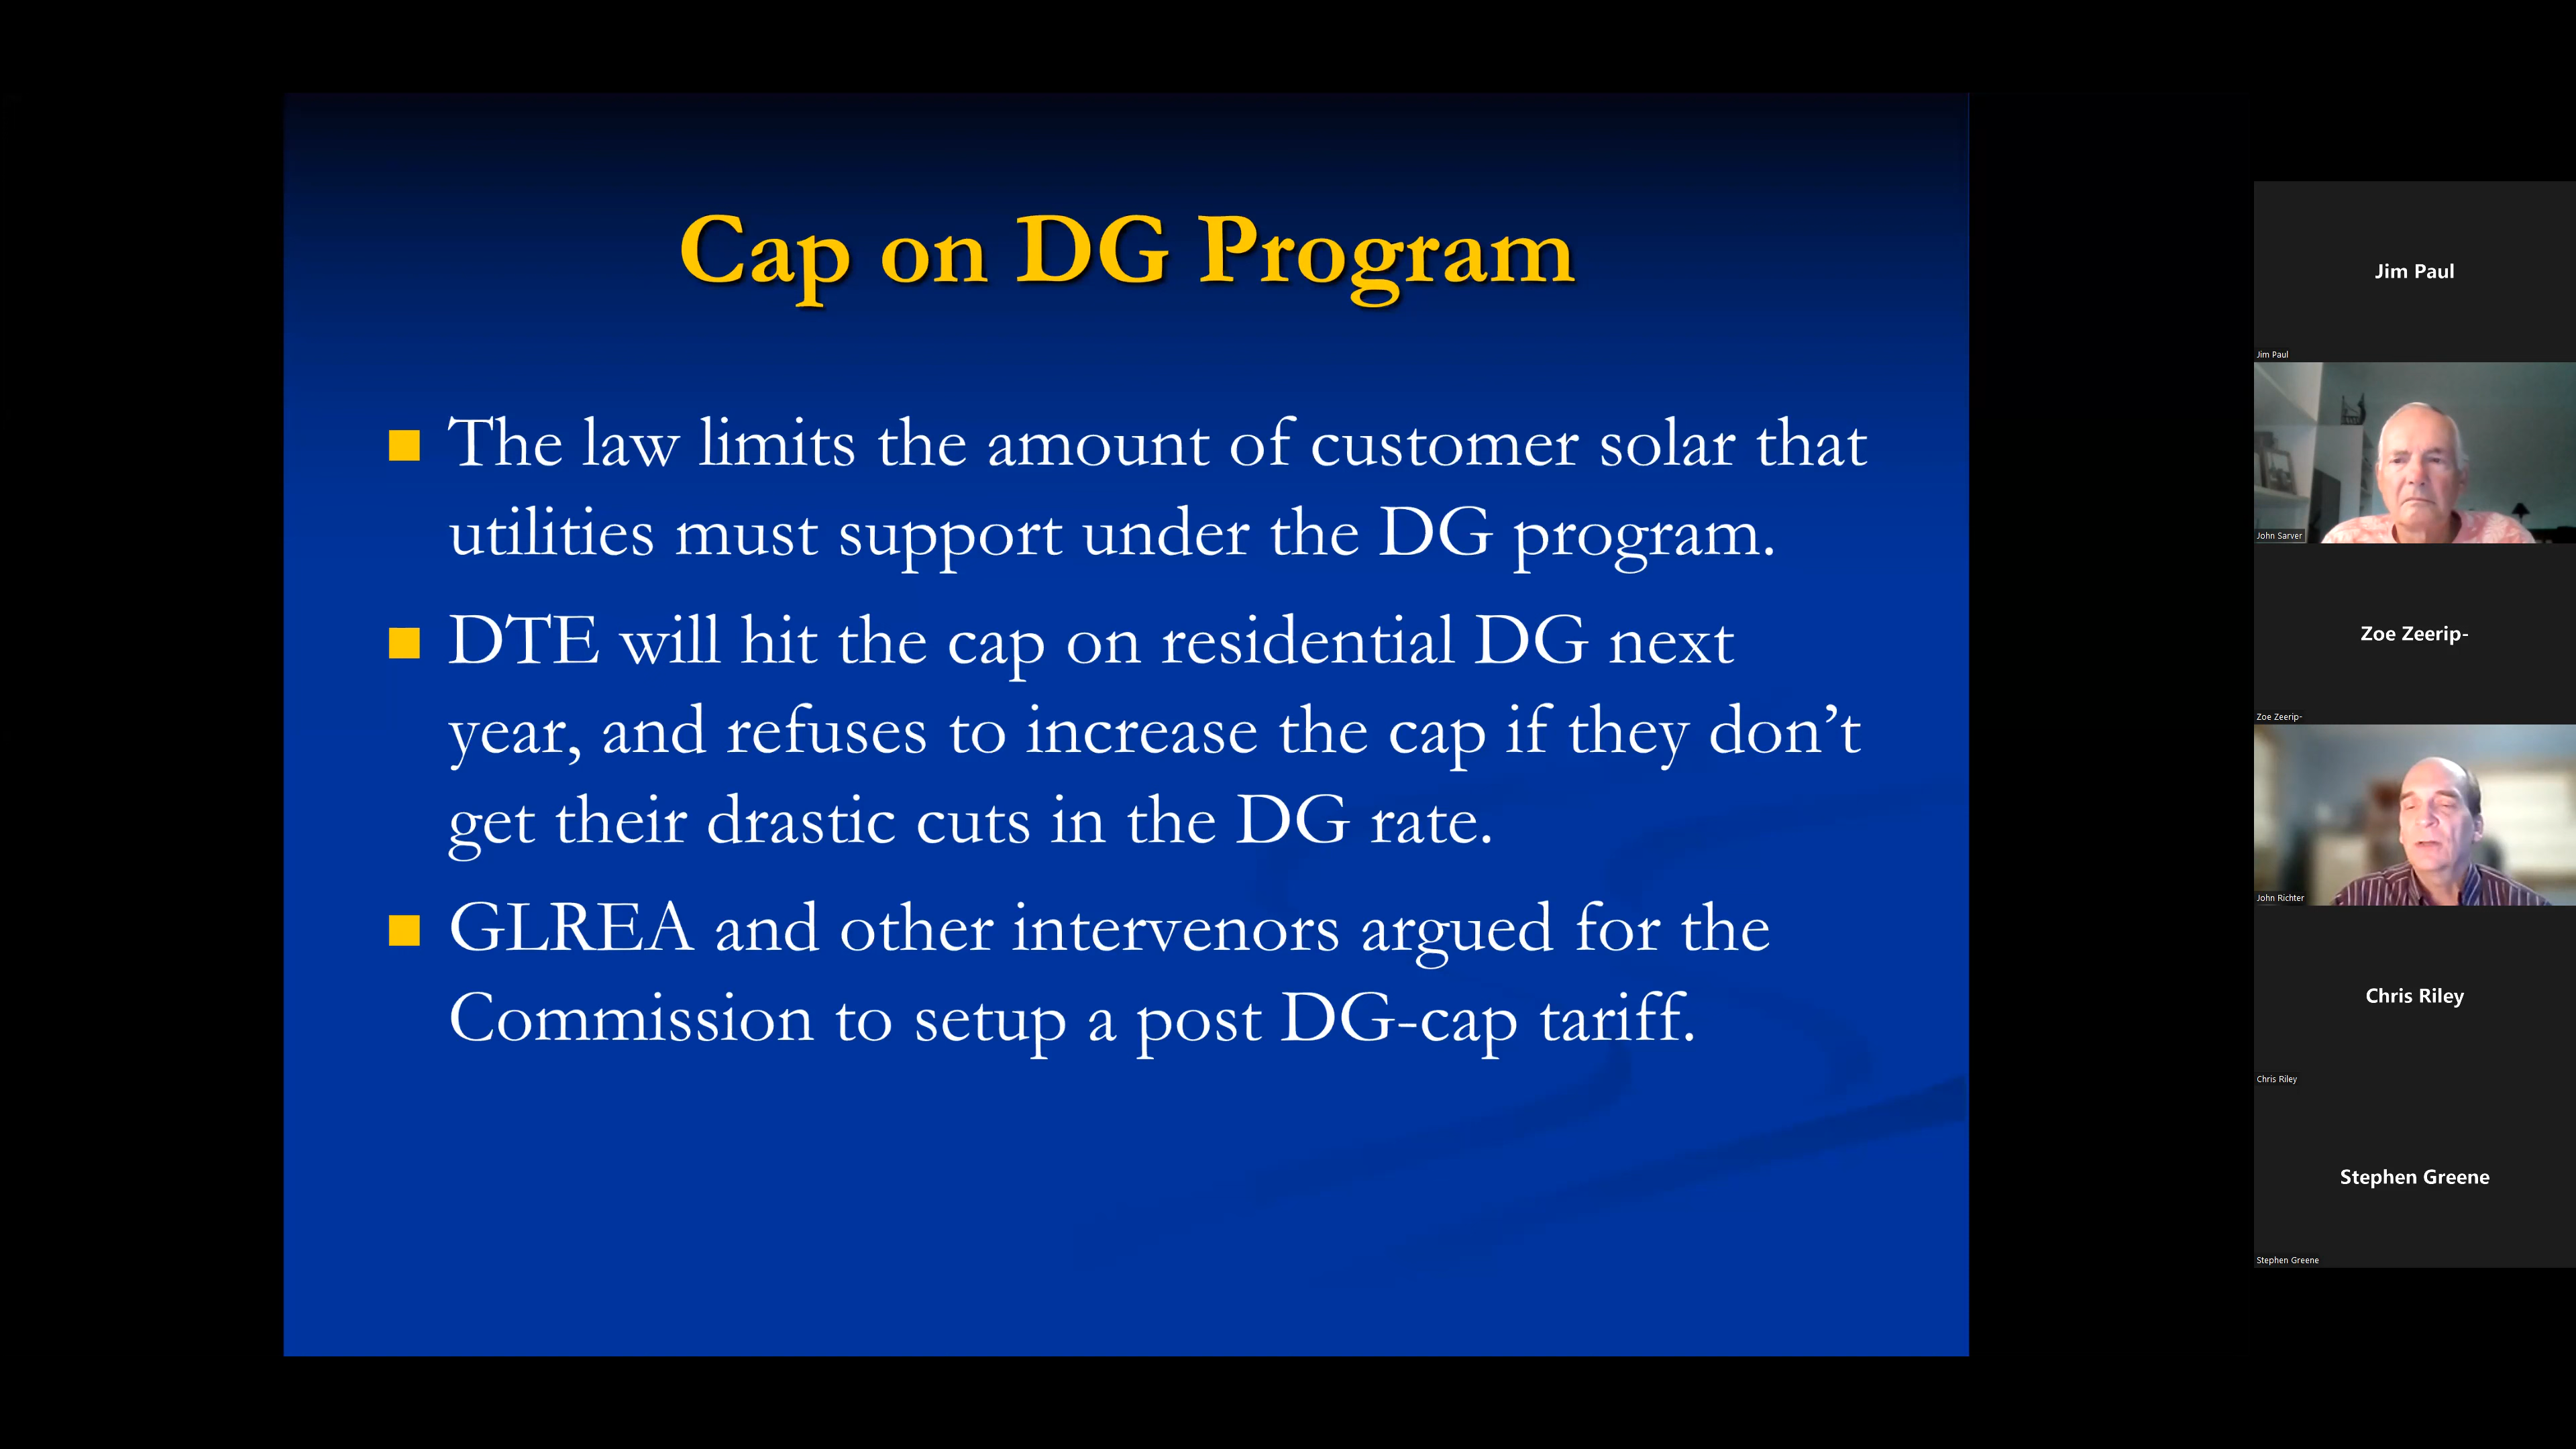 Cap on DG Program
The law limits the amount of customer solar that
utilities must support under the DG program.
DTE will hit the cap on residential DG next
year, and refuses to increase the cap if they don’t
get their drastic cuts in the DG rate.
GLREA and other intervenors argued for the
Commission to setup a post DG-cap tariff.
Jim Paul
Jim Paul
John Sarver
Zoe Zeerip-
Zoe Zeerip-
John Richter
Chris Riley
Chris Riley
Stephen Greene
Stephen Greene